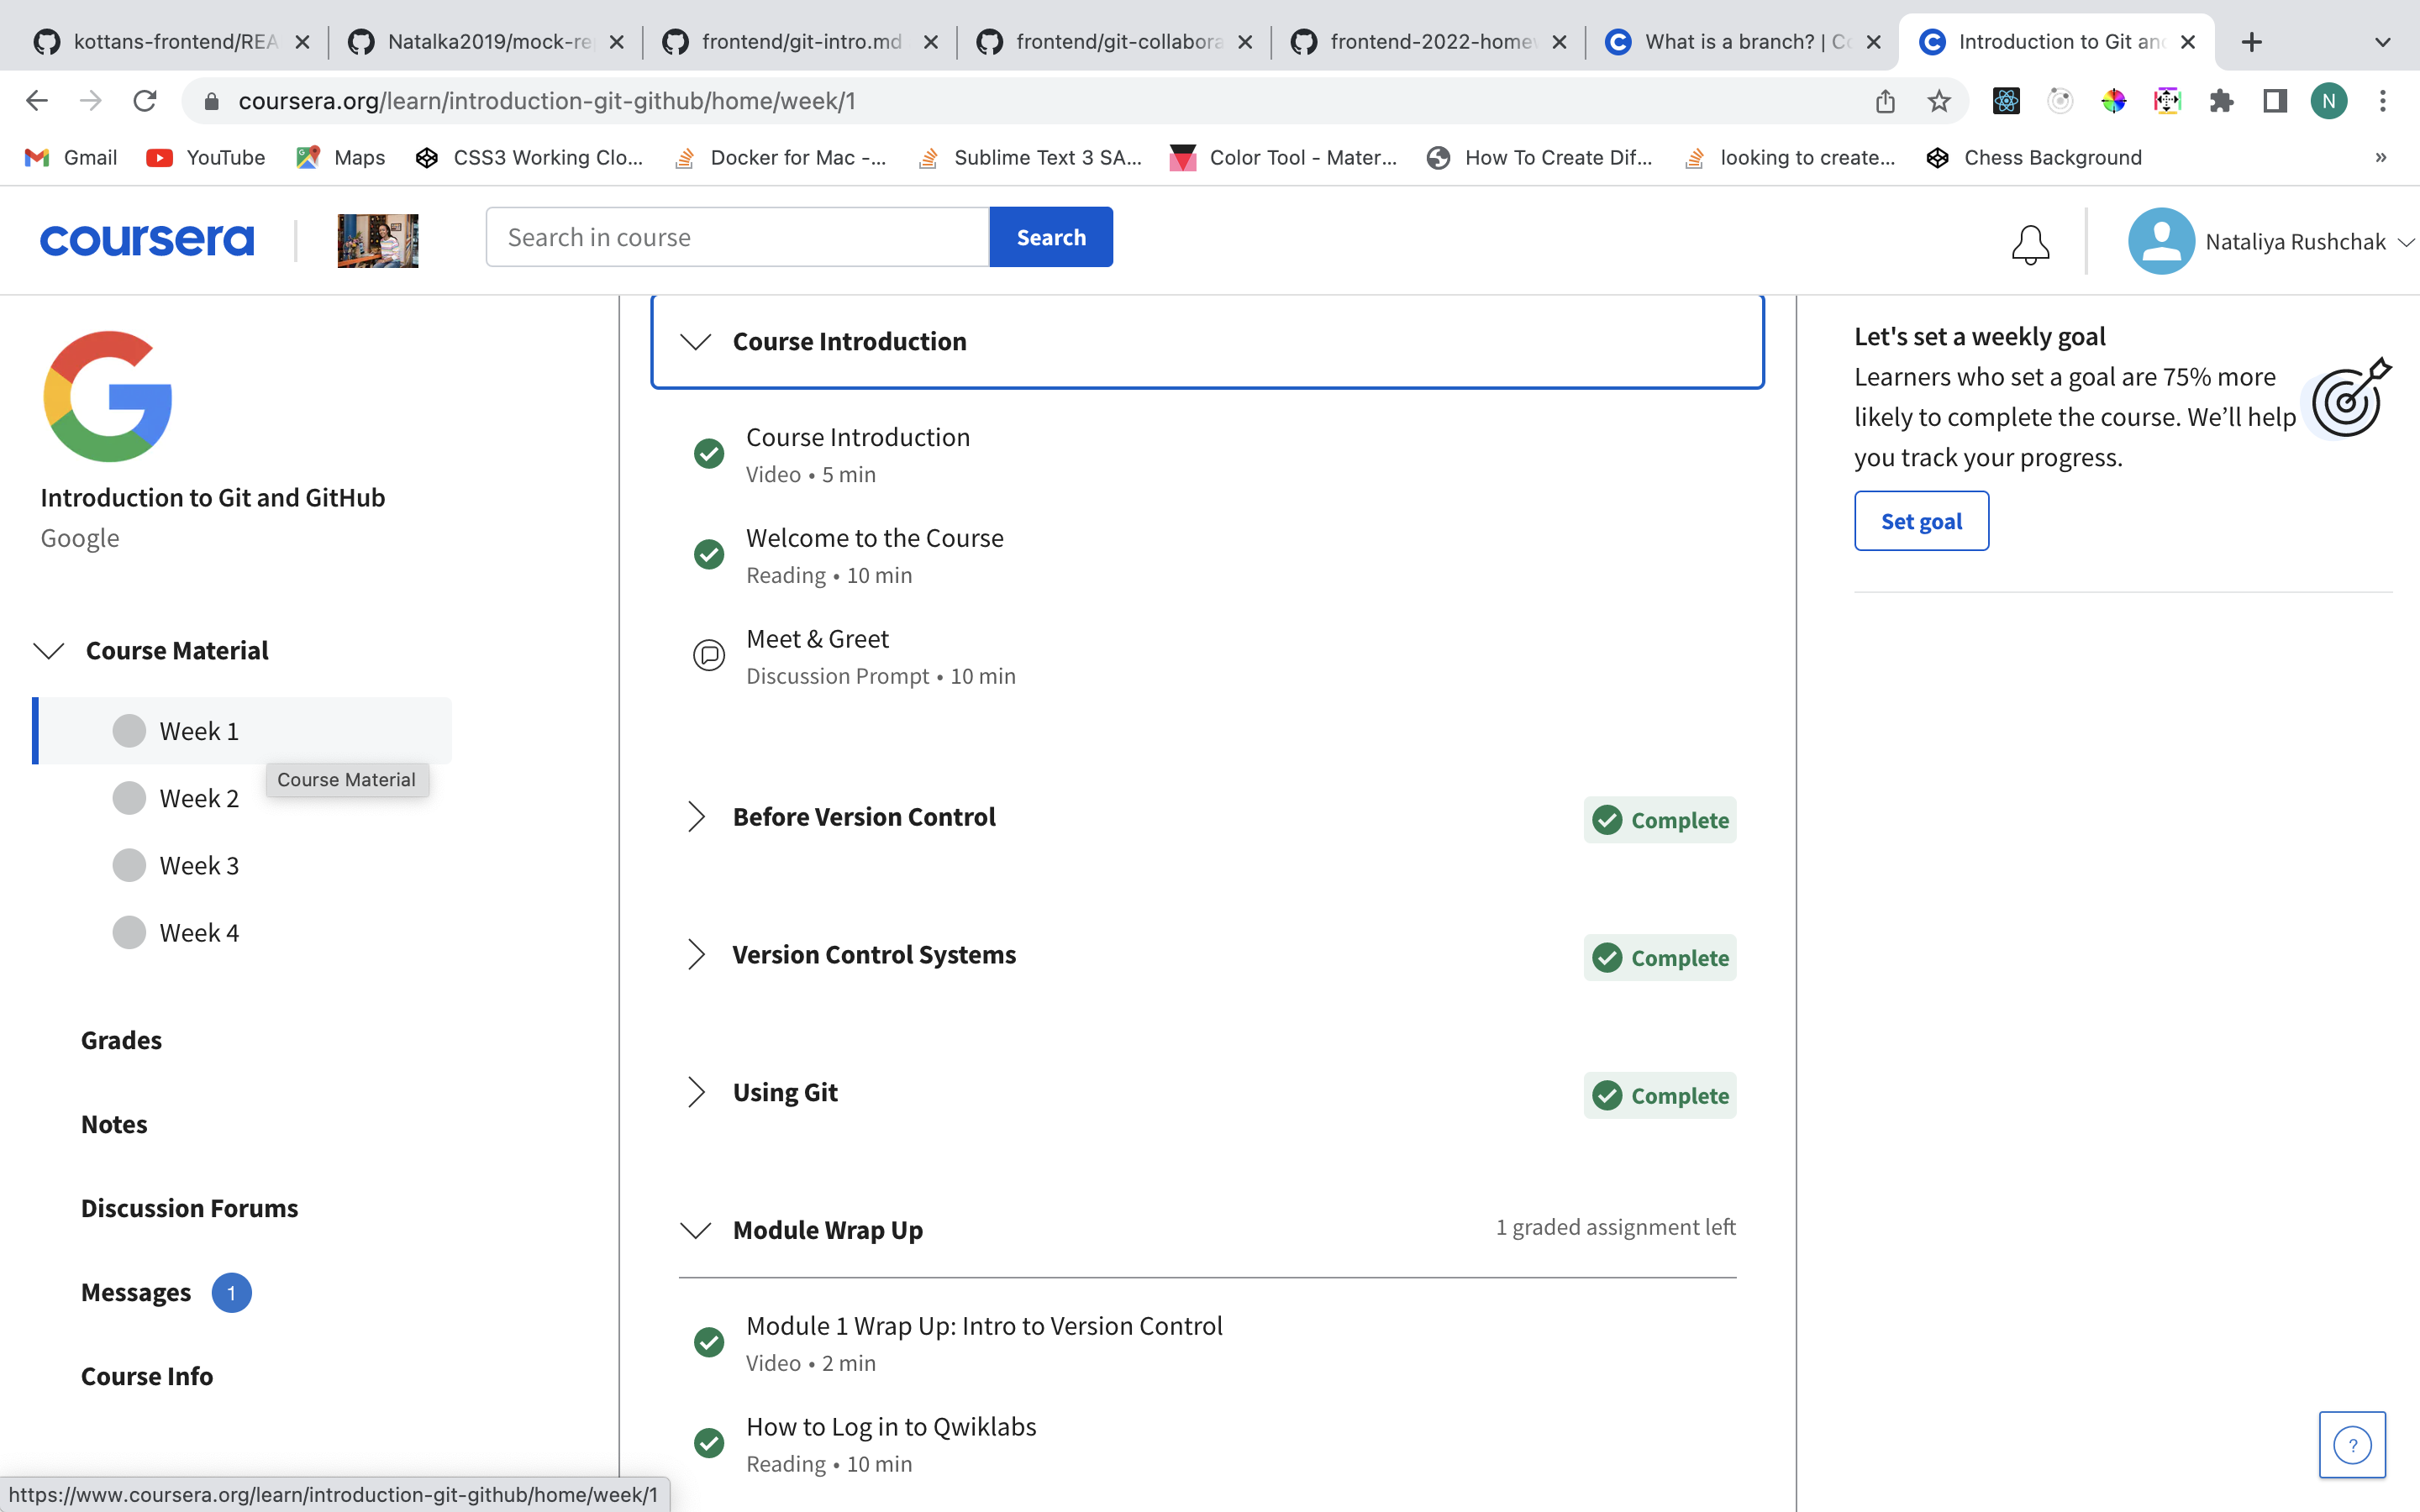 kottans-frontend/REA
Natalka2019/mock-re
frontend/git-intro.md
frontend/git-collabora
frontend-2022-home
What is a branch? | Co
Introduction to Git an
coursera.org/learn/introduction-git-github/home/week/1
N
Gmail
YouTube
Maps
CSS3 Working Clo...
Docker for Mac -...
Sublime Text 3 SA...
Color Tool - Mater...
How To Create Dif...
looking to create...
Chess Background
»
coursera
Search in course
Search
Nataliya Rushchak
Introduction to Git and GitHub
Google
Course Material
Week 1
Course Material
Week 2
Week 3
Week 4
Grades
Notes
Discussion Forums
Messages 1
Course Info
https://www.coursera.org/learn/introduction-git-github/home/week/1
Course Introduction
Course Introduction
Video • 5 min
Welcome to the Course
Reading • 10 min
Meet & Greet
Discussion Prompt • 10 min
Before Version Control
Complete
Version Control Systems
Complete
Using Git
Complete
Module Wrap Up
1 graded assignment left
Module 1 Wrap Up: Intro to Version Control
Video • 2 min
How to Log in to Qwiklabs
Reading • 10 min
Let's set a weekly goal
Learners who set a goal are 75% more
likely to complete the course. We’ll help
you track your progress.
Set goal
?